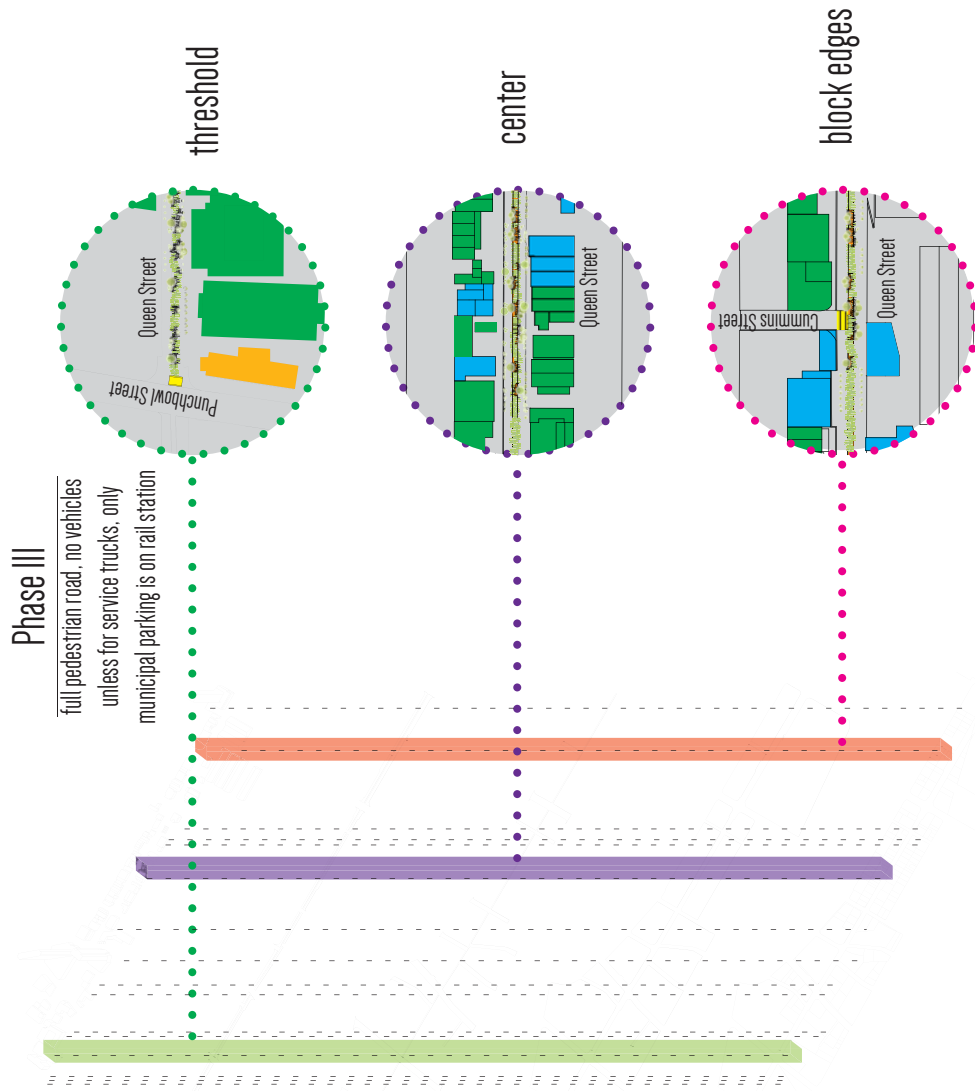 Phase III
full pedestrian road, no vehicles
unless for service trucks, only
municipal parking is on rail station
threshold
Queen Street
Punchbowl Street
center
Queen Street
block edges
Cummins Street
Queen Street